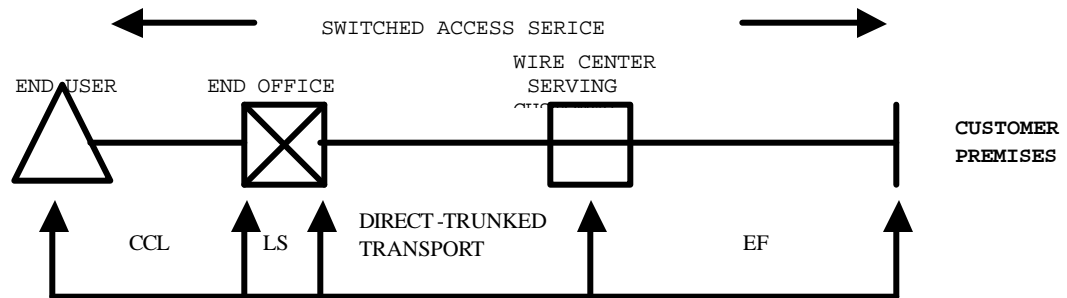 SWITCHED ACCESS SERICE
WIRE CENTER
SERVING
END USER
END OFFICE
CUSTOMER
PREMISES
CCL
LS
DIRECT-TRUNKED
TRANSPORT
EF